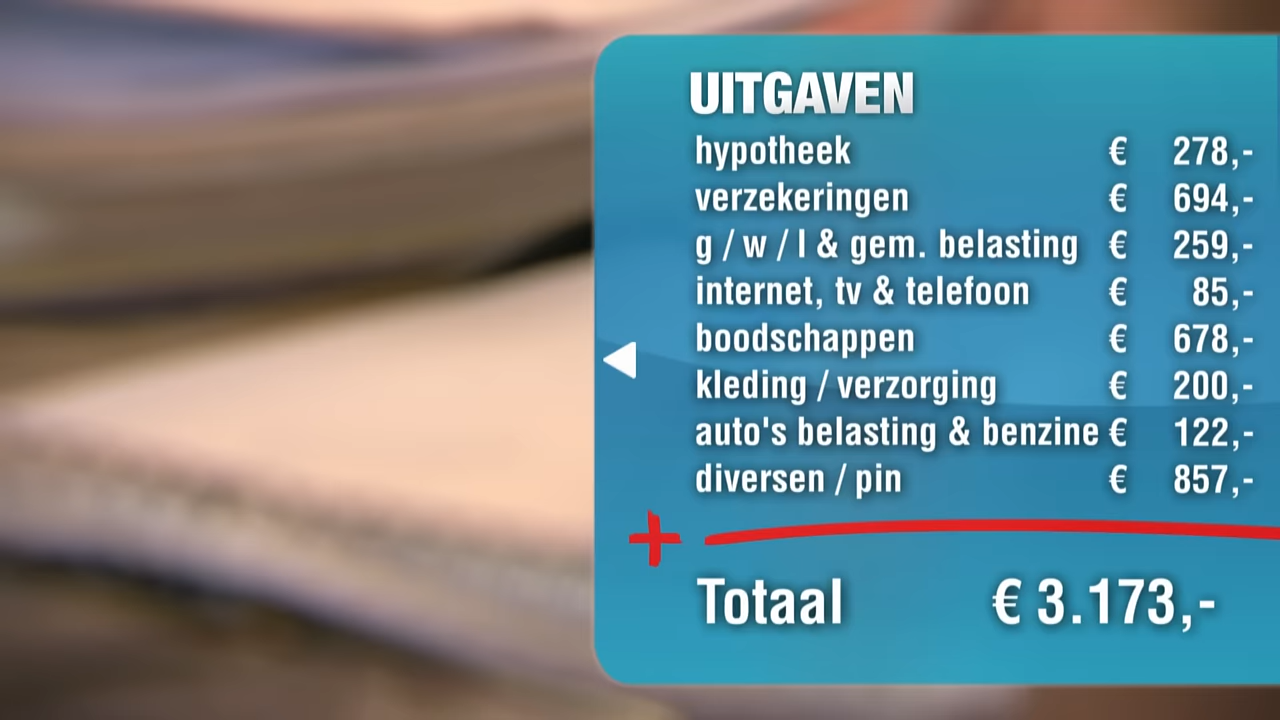 UITGAVEN
hypotheek € 278,-
verzekeringen € 694,-
g / w / l & gem. belasting € 259,-
internet, tv & telefoon € 85,-
boodschappen € 678,-
kleding / verzorging € 200,-
auto's belasting & benzine € 122,-
diversen / pin € 857,-
+
Totaal € 3.173,-